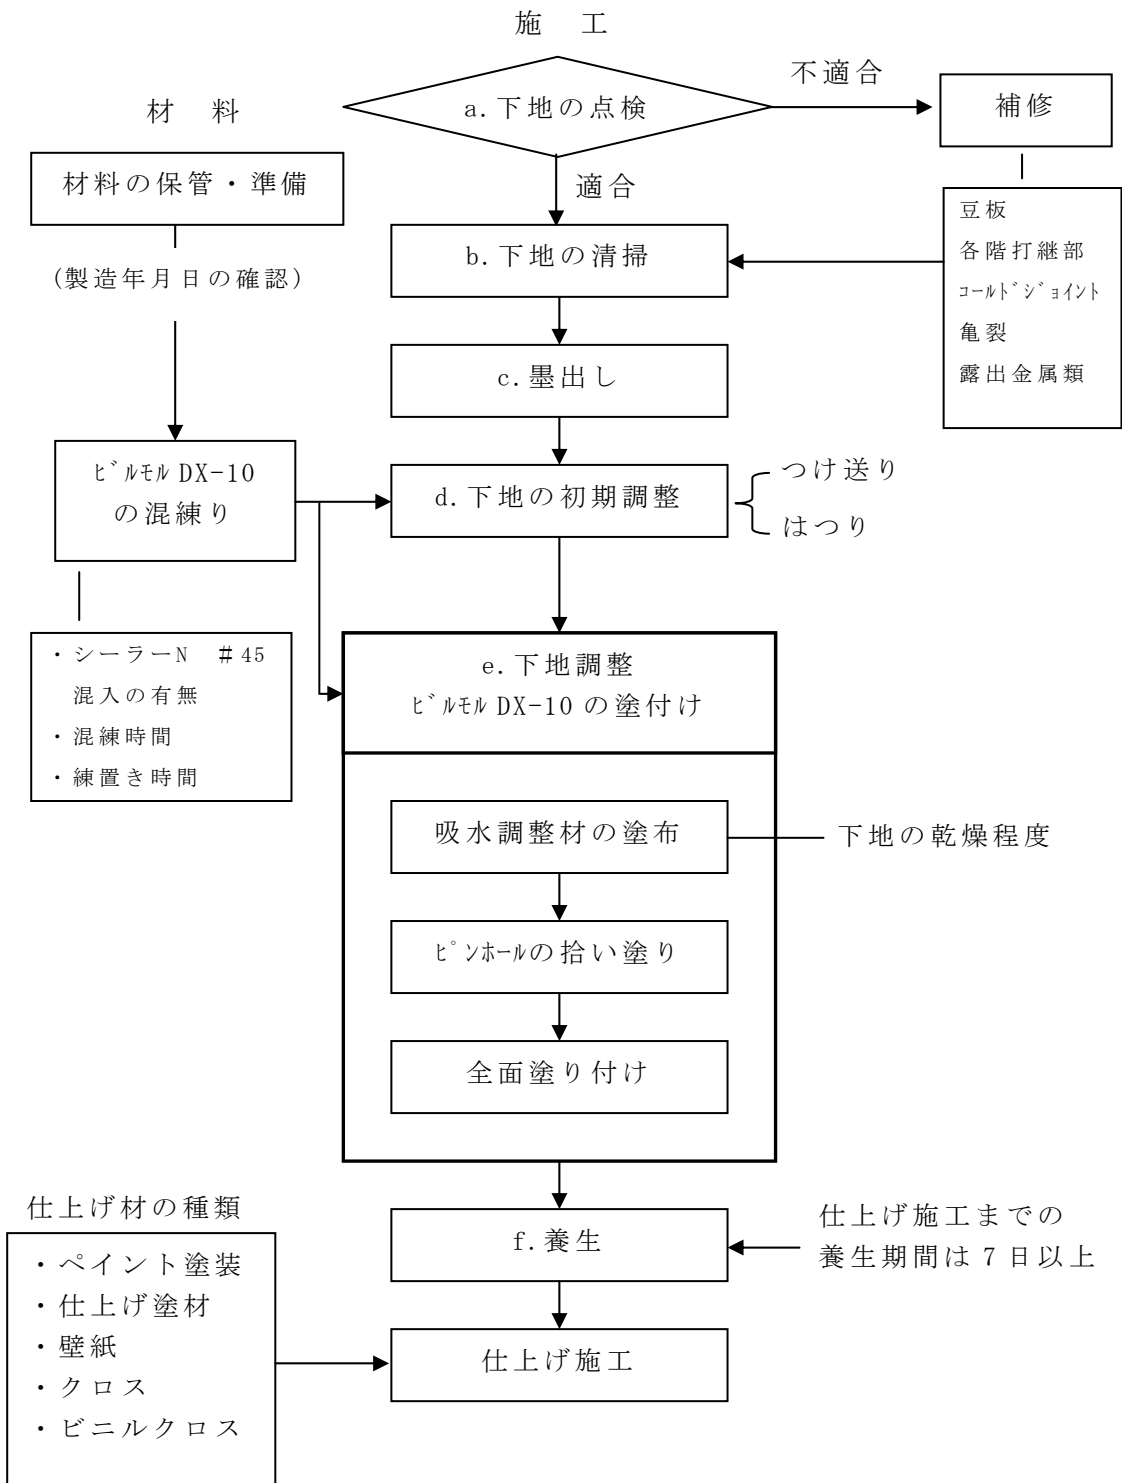 施　工
a.下地の点検
不適合
補修
材　料
材料の保管・準備
適合
豆板
各階打継部
ｺｰﾙﾄﾞｼﾞｮｲﾝﾄ
亀裂
露出金属類
b.下地の清掃
(製造年月日の確認)
c.墨出し
ﾋﾞﾙﾓﾙ DX-10
の混練り
d.下地の初期調整
つけ送り
はつり
・シーラーN　＃45
混入の有無
・混練時間
・練置き時間
e.下地調整
ﾋﾞﾙﾓﾙ DX-10 の塗付け
吸水調整材の塗布
下地の乾燥程度
ﾋﾟﾝﾎｰﾙの拾い塗り
全面塗り付け
仕上げ材の種類
・ペイント塗装
・仕上げ塗材
・壁紙
・クロス
・ビニルクロス
f.養生
仕上げ施工までの
養生期間は 7 日以上
仕上げ施工